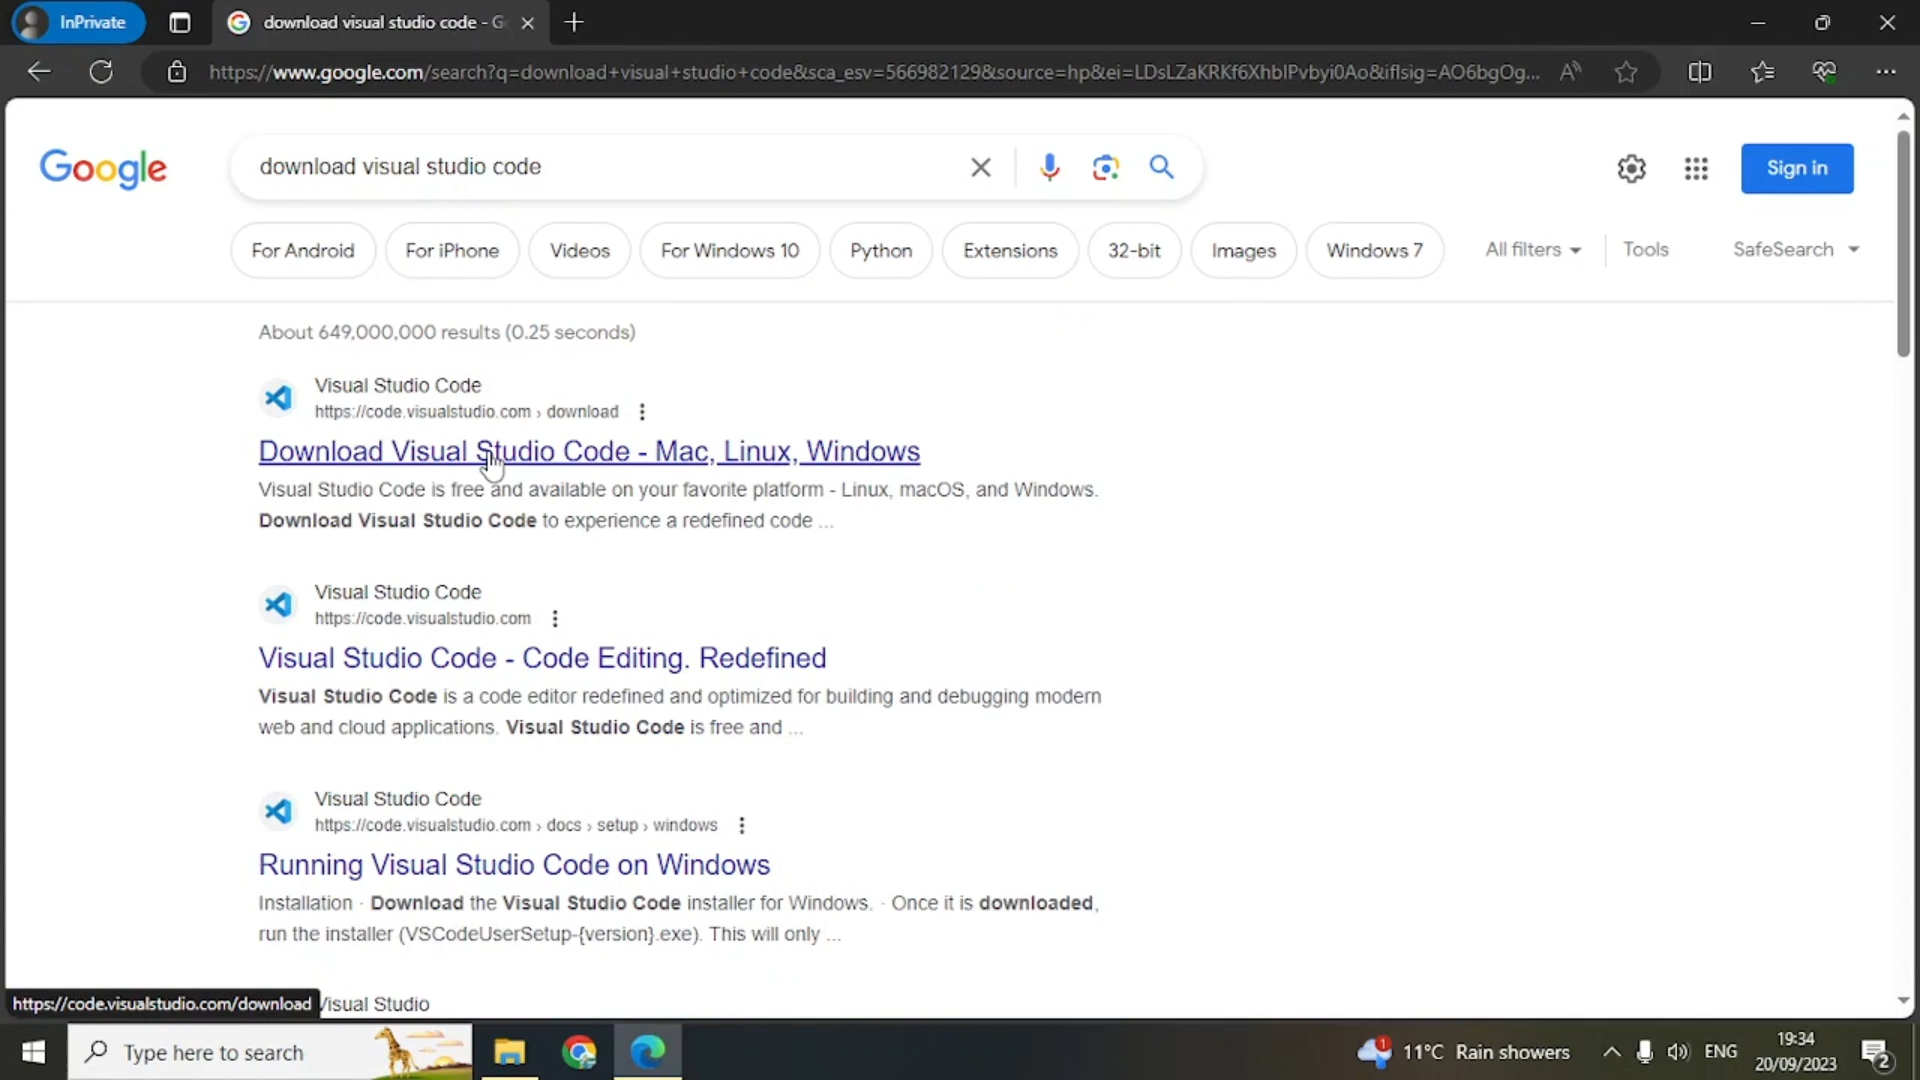 InPrivate
download visual studio code - G
https://www.google.com/search?q=download+visual+studio+code&sca_esv=566982129&source=hp&ei=LDsLZaKRKf6XhbIPvbyi0Ao&iflsig=AO6bgOg...
Google
download visual studio code
Sign in
For Android
For iPhone
Videos
For Windows 10
Python
Extensions
32-bit
Images
Windows 7
All filters
Tools
SafeSearch
About 649,000,000 results (0.25 seconds)
Visual Studio Code
https://code.visualstudio.com › download
Download Visual Studio Code - Mac, Linux, Windows
Visual Studio Code is free and available on your favorite platform - Linux, macOS, and Windows.
Download Visual Studio Code to experience a redefined code ...
Visual Studio Code
https://code.visualstudio.com
Visual Studio Code - Code Editing. Redefined
Visual Studio Code is a code editor redefined and optimized for building and debugging modern
web and cloud applications. Visual Studio Code is free and ...
Visual Studio Code
https://code.visualstudio.com › docs › setup › windows
Running Visual Studio Code on Windows
Installation · Download the Visual Studio Code installer for Windows. · Once it is downloaded,
run the installer (VSCodeUserSetup-{version}.exe). This will only ...
https://code.visualstudio.com/download
Visual Studio
Type here to search
1
11°C Rain showers
ENG
19:34
20/09/2023
2